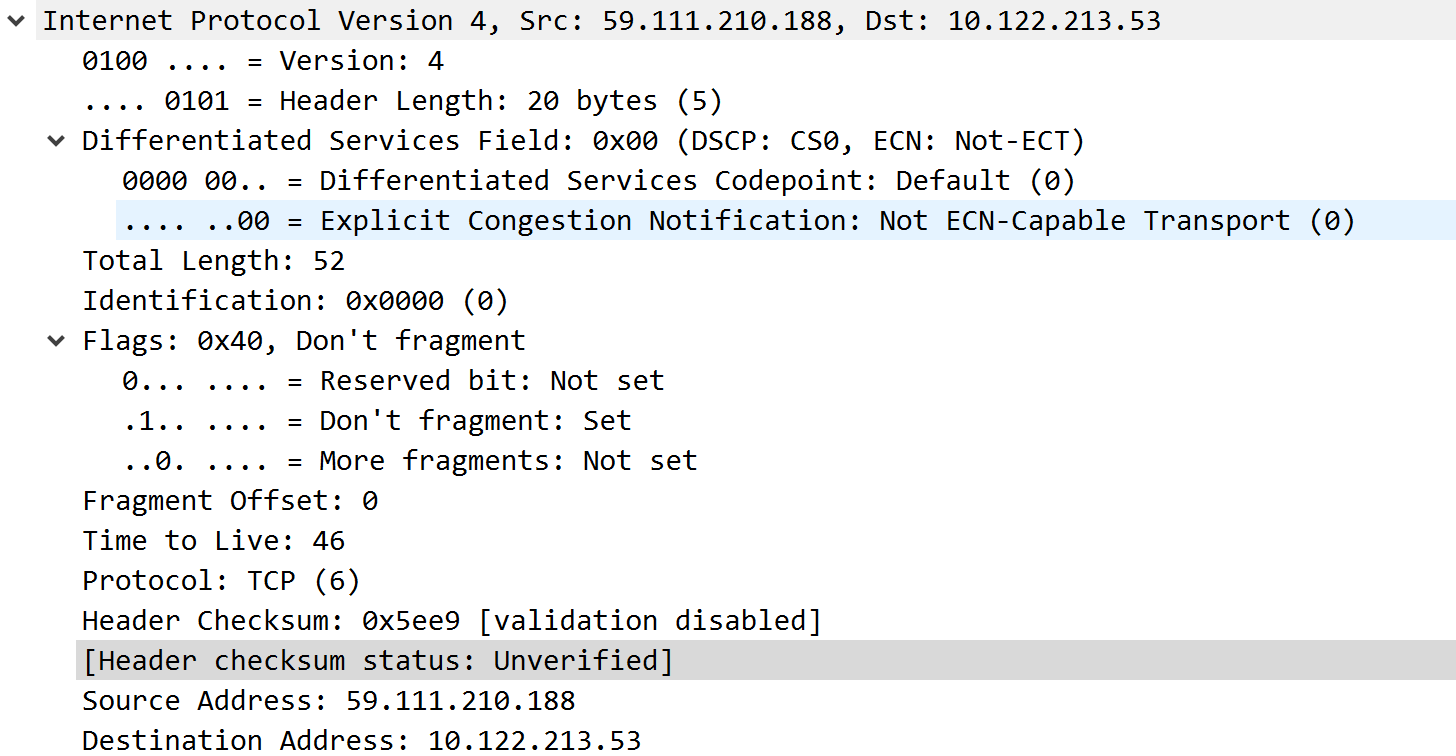 Internet Protocol Version 4, Src: 59.111.210.188, Dst: 10.122.213.53
0100 .... = Version: 4
.... 0101 = Header Length: 20 bytes (5)
Differentiated Services Field: 0x00 (DSCP: CS0, ECN: Not-ECT)
0000 00.. = Differentiated Services Codepoint: Default (0)
.... ..00 = Explicit Congestion Notification: Not ECN-Capable Transport (0)
Total Length: 52
Identification: 0x0000 (0)
Flags: 0x40, Don't fragment
0... .... = Reserved bit: Not set
.1.. .... = Don't fragment: Set
..0. .... = More fragments: Not set
Fragment Offset: 0
Time to Live: 46
Protocol: TCP (6)
Header Checksum: 0x5ee9 [validation disabled]
[Header checksum status: Unverified]
Source Address: 59.111.210.188
Destination Address: 10.122.213.53